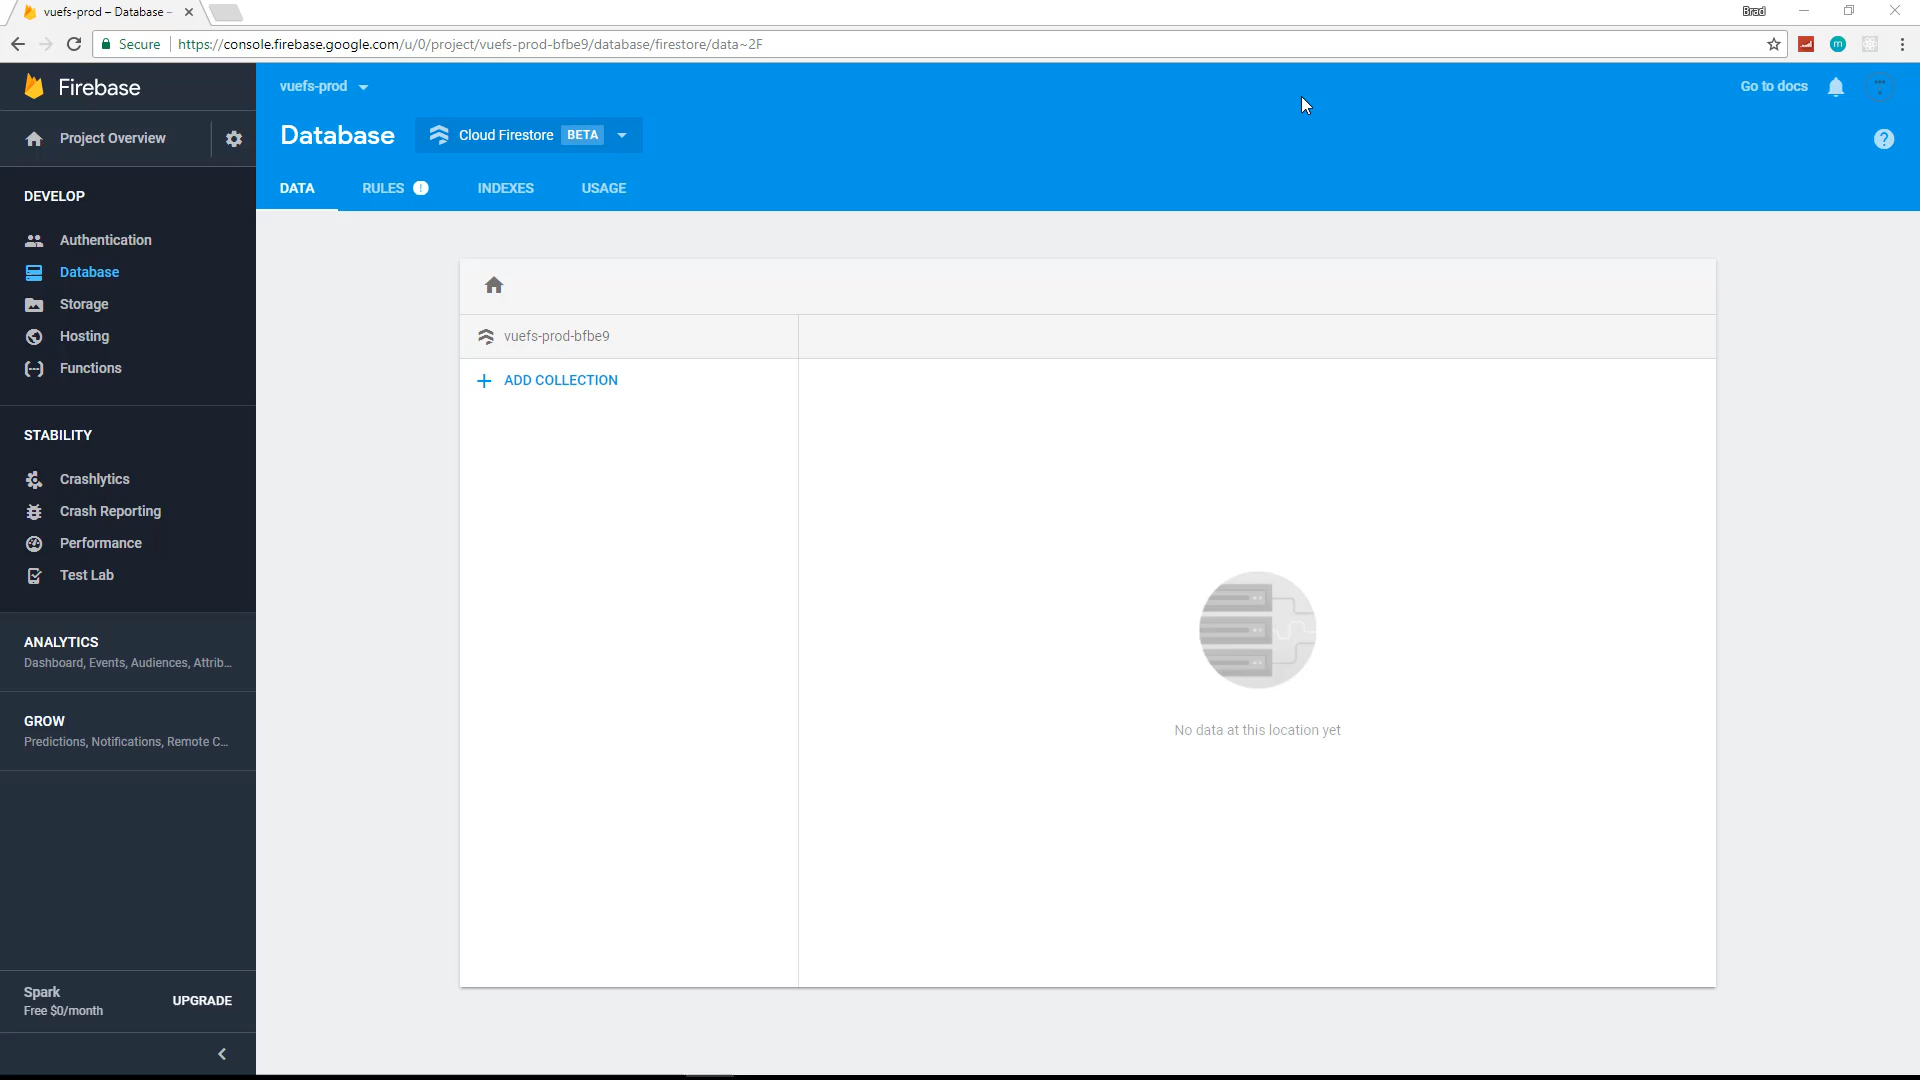 vuefs-prod – Database -
Brad
Secure
https://console.firebase.google.com/u/0/project/vuefs-prod-bfbe9/database/firestore/data~2F
m
Firebase
vuefs-prod
Go to docs
Project Overview
Database
Cloud Firestore BETA
?
DATA
RULES !
INDEXES
USAGE
DEVELOP
Authentication
Database
Storage
Hosting
Functions
STABILITY
Crashlytics
Crash Reporting
Performance
Test Lab
ANALYTICS
Dashboard, Events, Audiences, Attrib...
GROW
Predictions, Notifications, Remote C...
Spark
Free $0/month
UPGRADE
vuefs-prod-bfbe9
+ ADD COLLECTION
No data at this location yet